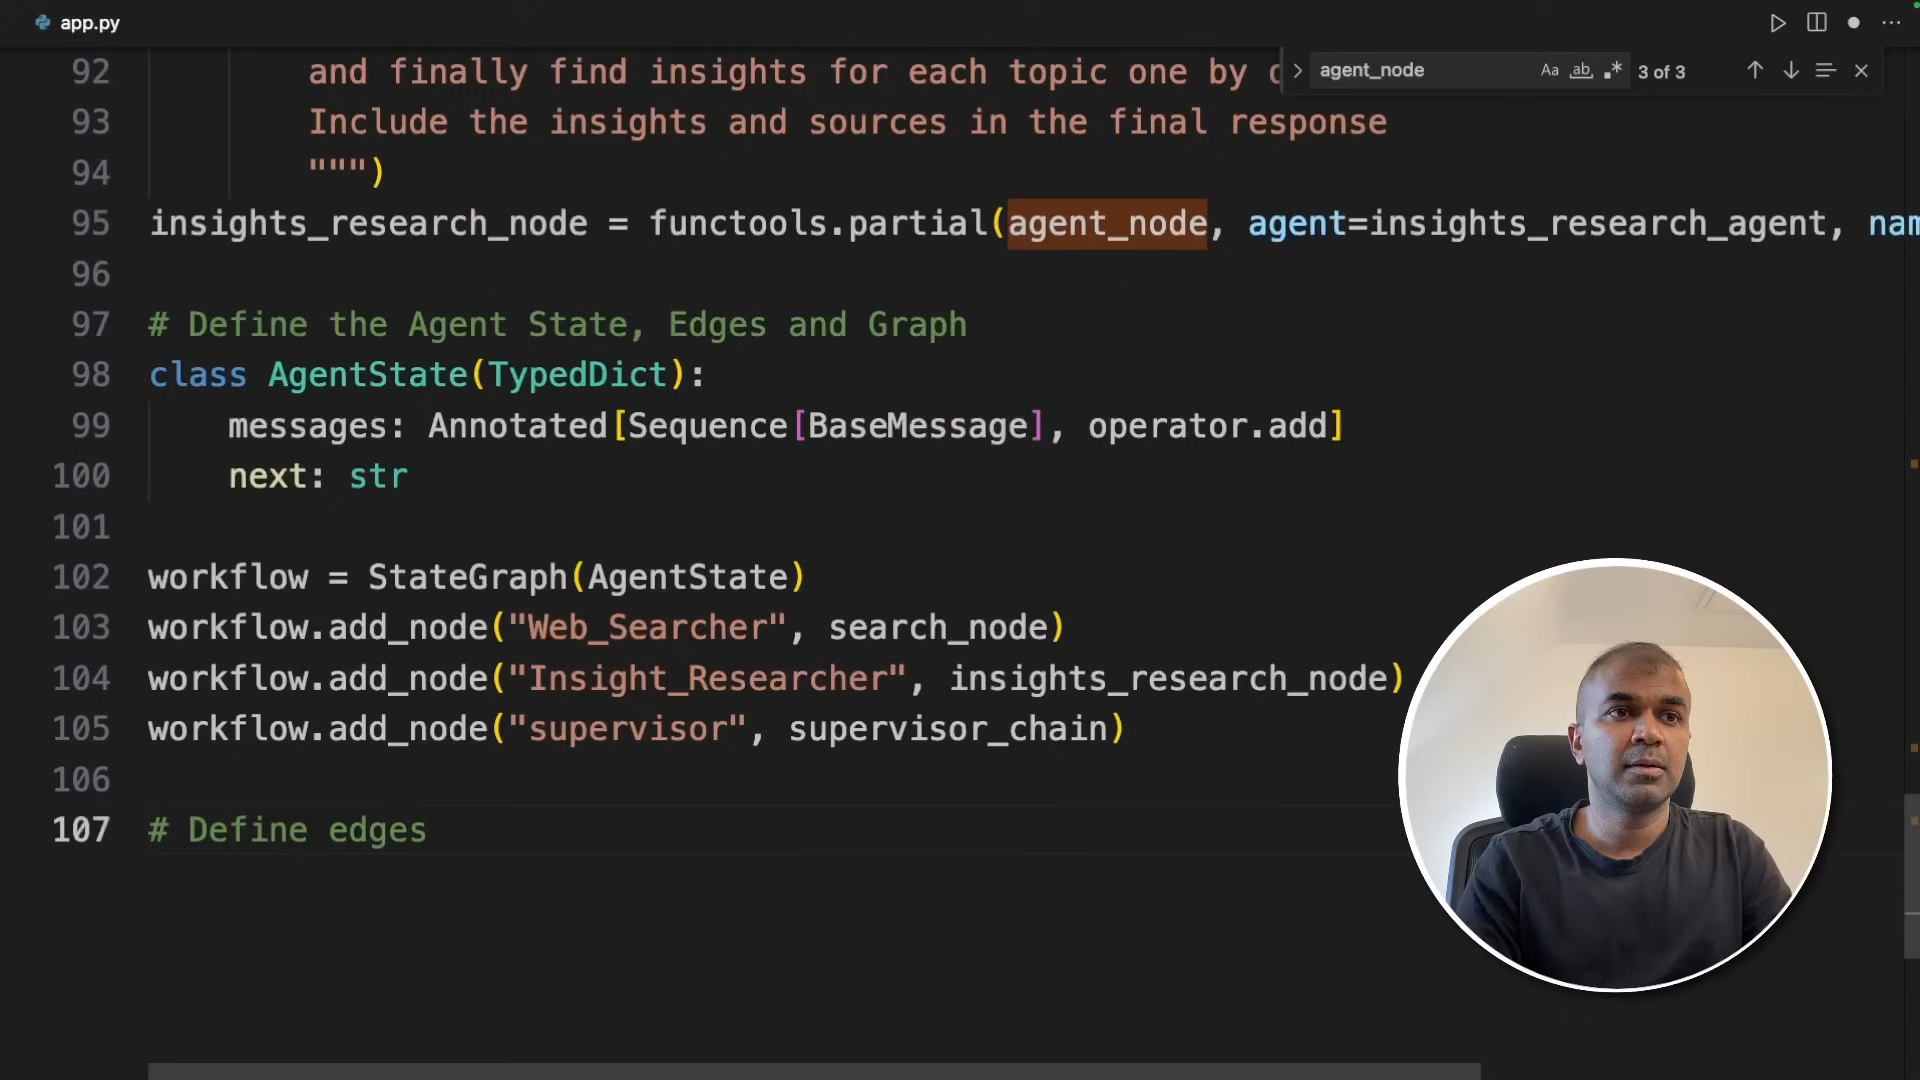 app.py
agent_node
Aa ab
3 of 3
92 and finally find insights for each topic one by
93 Include the insights and sources in the final response
94 """)
95 insights_research_node = functools.partial(agent_node, agent=insights_research_agent, nam
96
97 # Define the Agent State, Edges and Graph
98 class AgentState(TypedDict):
99 messages: Annotated[Sequence[BaseMessage], operator.add]
100 next: str
101
102 workflow = StateGraph(AgentState)
103 workflow.add_node("Web_Searcher", search_node)
104 workflow.add_node("Insight_Researcher", insights_research_node)
105 workflow.add_node("supervisor", supervisor_chain)
106
107 # Define edges